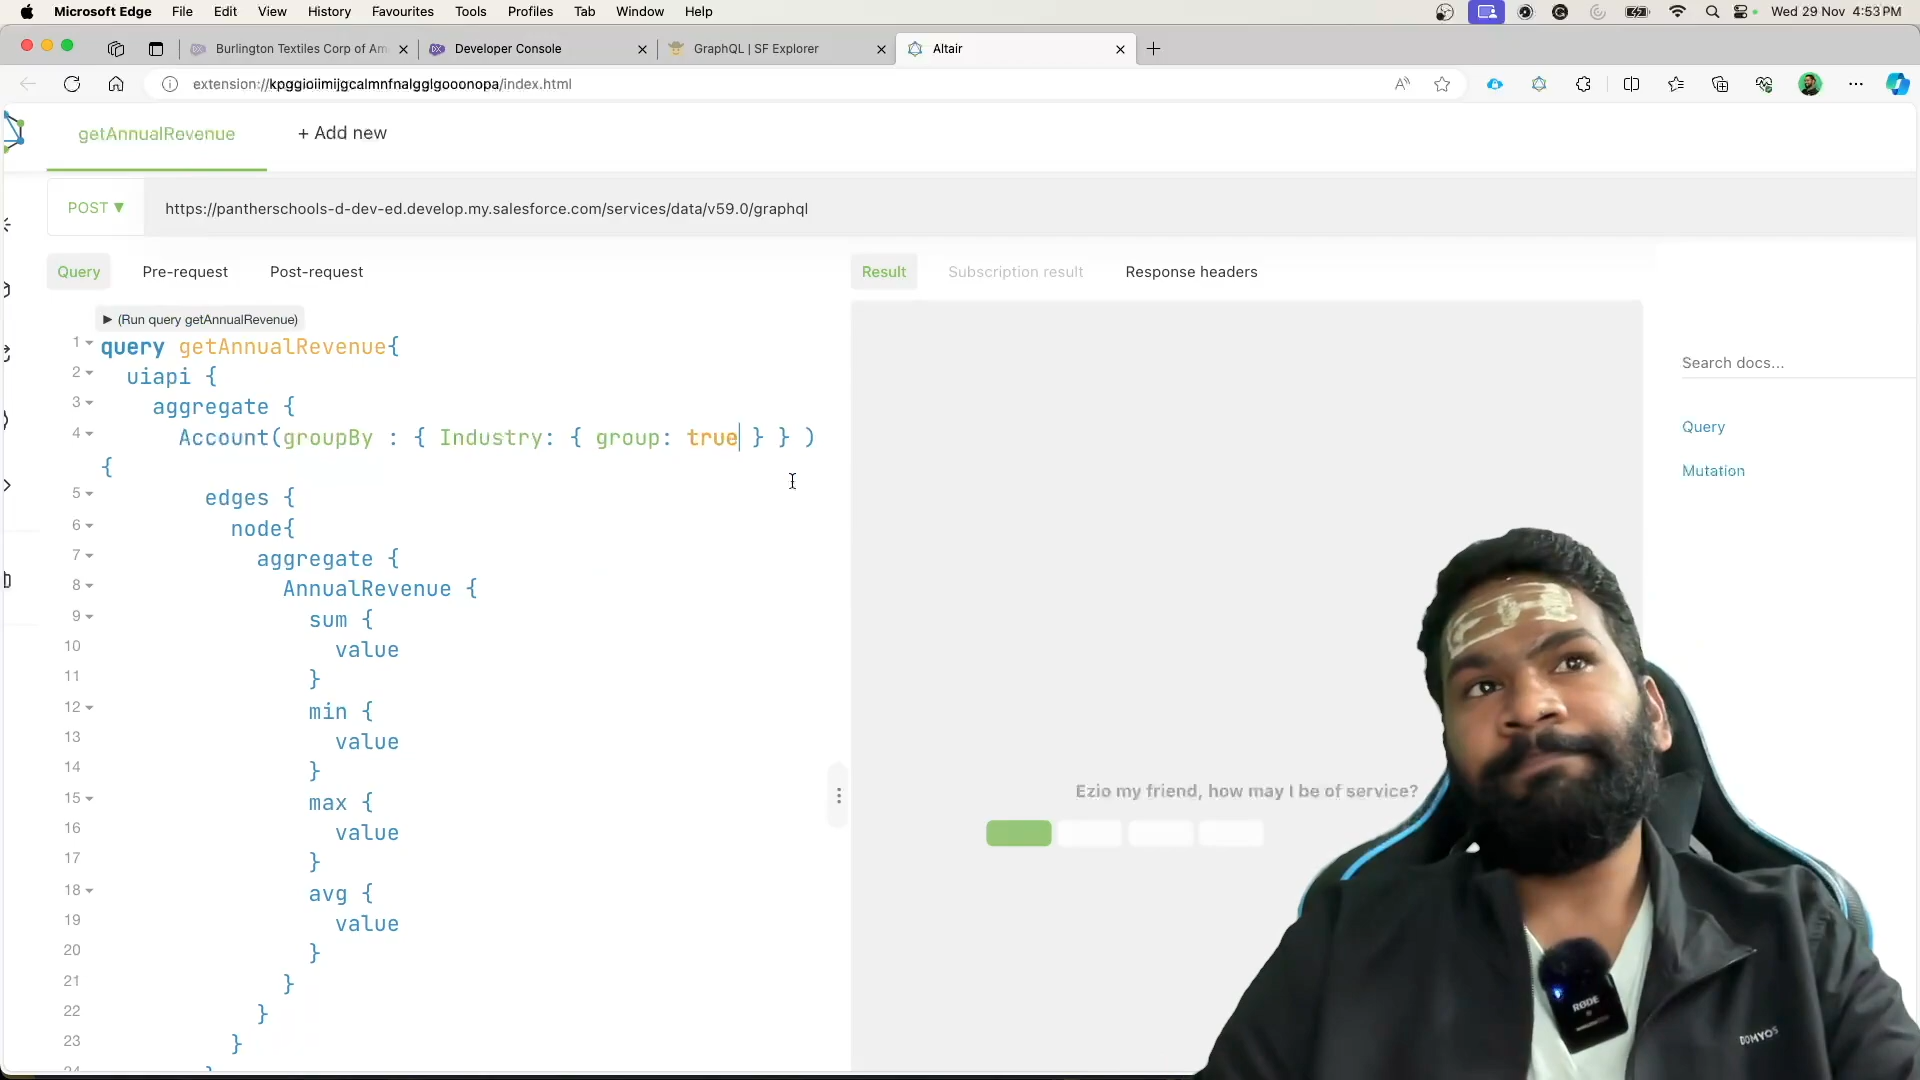 Microsoft Edge File Edit View History Favourites Tools Profiles Tab Window Help Wed 29 Nov 4:53 PM
Burlington Textiles Corp of Am Developer Console GraphQL | SF Explorer Altair
extension://kpggioiimijgcalmnfnalgglgooonopa/index.html
getAnnualRevenue + Add new
POST ▼ https://pantherschools-d-dev-ed.develop.my.salesforce.com/services/data/v59.0/graphql
Query Pre-request Post-request Result Subscription result Response headers
▶ (Run query getAnnualRevenue)
1 query getAnnualRevenue{
2 uiapi {
3 aggregate {
4 Account(groupBy : { Industry: { group: true } } )
{
5 edges {
6 node{
7 aggregate {
8 AnnualRevenue {
9 sum {
10 value
11 }
12 min {
13 value
14 }
15 max {
16 value
17 }
18 avg {
19 value
20 }
21 }
22 }
23 }
24 }
Search docs...
Query
Mutation
Ezio my friend, how may I be of service?
RØDE
DOMYOS